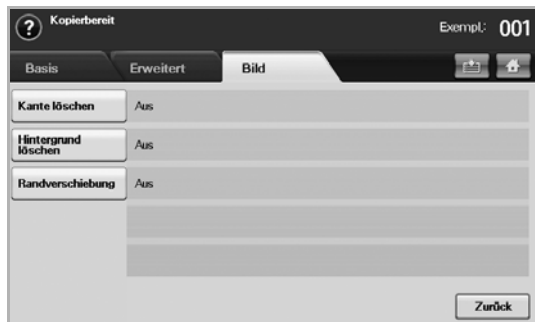 ? Kopierbereit
Exempl.: 001
Basis Erweitert Bild
Kante löschen Aus
Hintergrund
löschen Aus
Randverschiebung Aus
Zurück